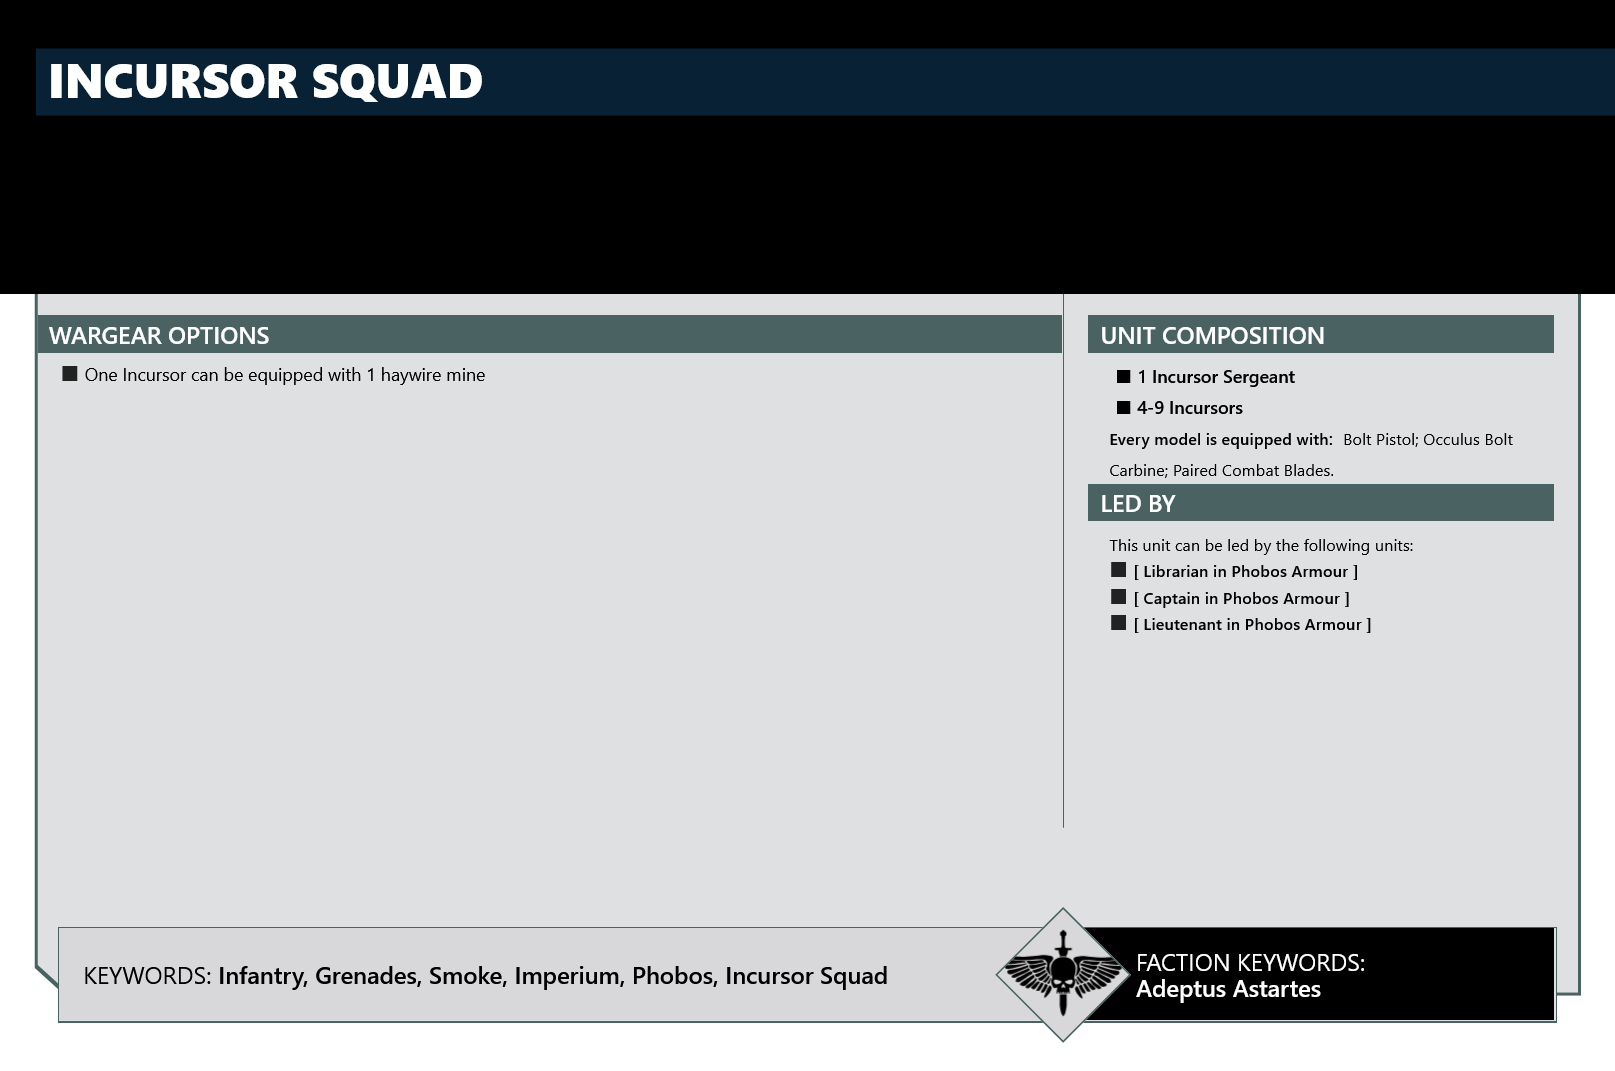 INCURSOR SQUAD
WARGEAR OPTIONS
■ One Incursor can be equipped with 1 haywire mine
UNIT COMPOSITION
■ 1 Incursor Sergeant
■ 4-9 Incursors
Every model is equipped with: Bolt Pistol; Occulus Bolt
Carbine; Paired Combat Blades.
LED BY
This unit can be led by the following units:
■ [ Librarian in Phobos Armour ]
■ [ Captain in Phobos Armour ]
■ [ Lieutenant in Phobos Armour ]
KEYWORDS: Infantry, Grenades, Smoke, Imperium, Phobos, Incursor Squad
FACTION KEYWORDS:
Adeptus Astartes